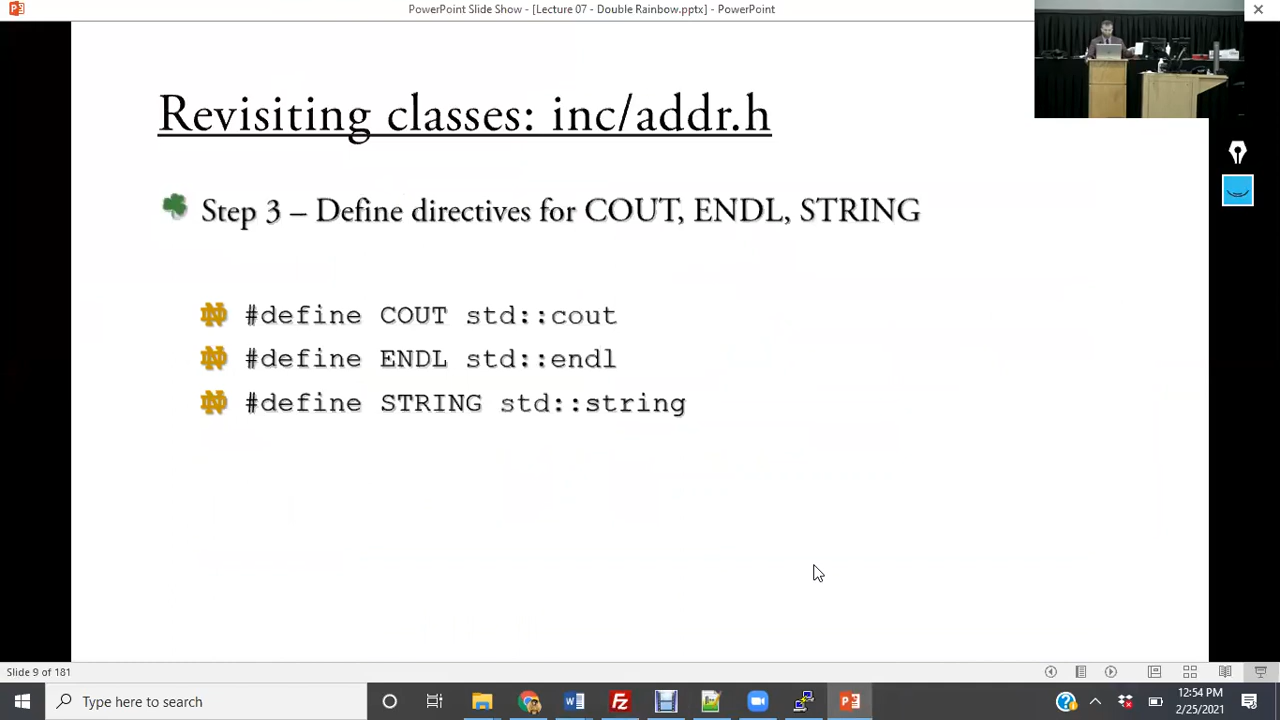 PowerPoint Slide Show - [Lecture 07 - Double Rainbow.pptx] - PowerPoint
Revisiting classes: inc/addr.h
Step 3 – Define directives for COUT, ENDL, STRING
#define COUT std::cout
#define ENDL std::endl
#define STRING std::string
Slide 9 of 181
Type here to search
12:54 PM
2/25/2021